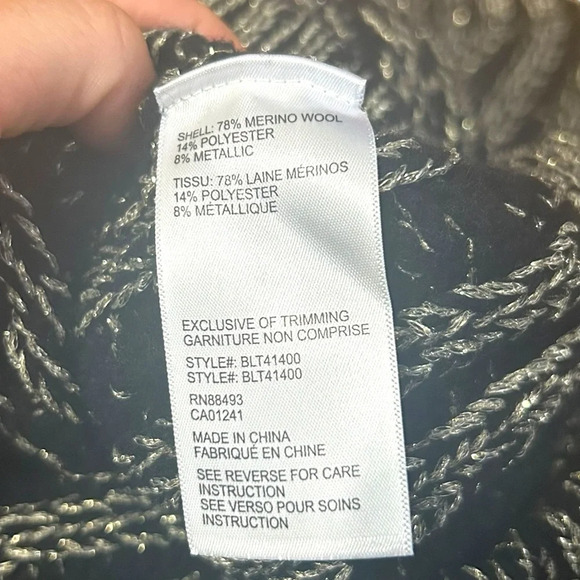 SHELL: 78% MERINO WOOL
14% POLYESTER
8% METALLIC
TISSU: 78% LAINE MÉRINOS
14% POLYESTER
8% MÉTALLIQUE
EXCLUSIVE OF TRIMMING
GARNITURE NON COMPRISE
STYLE#: BLT41400
STYLE#: BLT41400
RN88493
CA01241
MADE IN CHINA
FABRIQUÉ EN CHINE
SEE REVERSE FOR CARE
INSTRUCTION
SEE VERSO POUR SOINS
INSTRUCTION